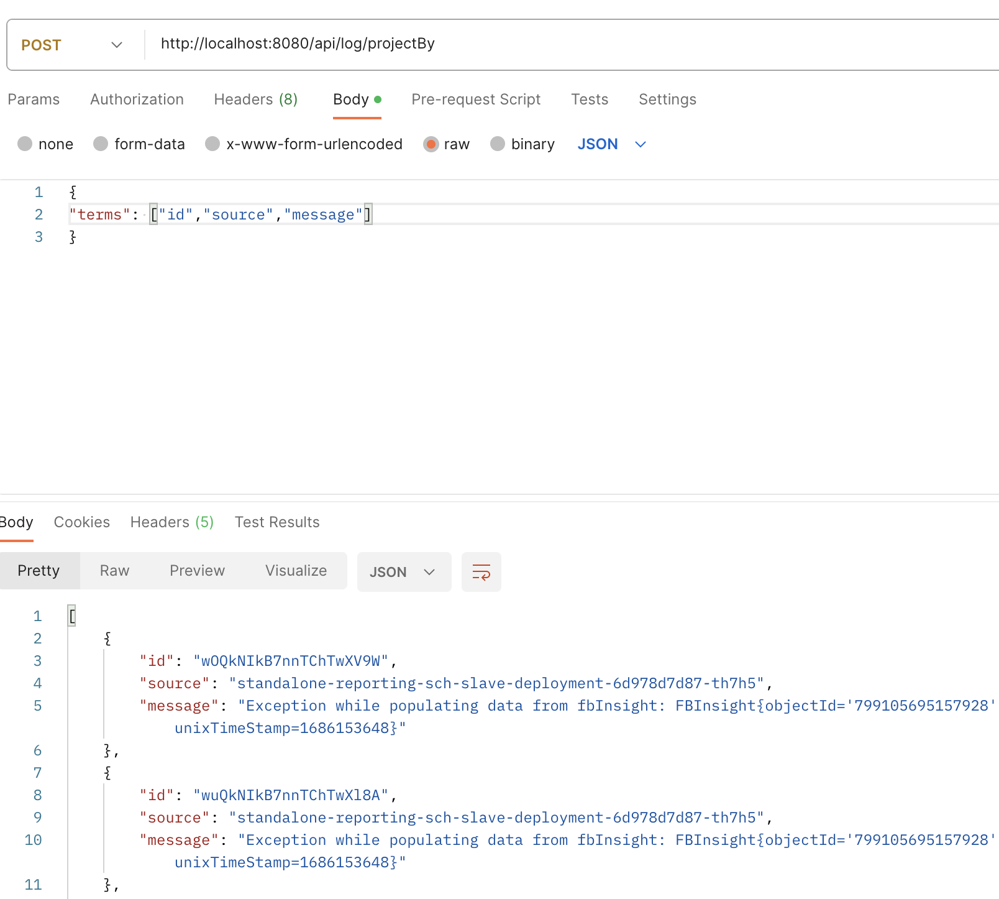 POST http://localhost:8080/api/log/projectBy
Params Authorization Headers (8) Body Pre-request Script Tests Settings
none form-data x-www-form-urlencoded raw binary JSON
1 {
2 "terms": ["id","source","message"]
3 }
Body Cookies Headers (5) Test Results
Pretty Raw Preview Visualize JSON
1 [
2 {
3 "id": "wOQkNIkB7nnTChTwXV9W",
4 "source": "standalone-reporting-sch-slave-deployment-6d978d7d87-th7h5",
5 "message": "Exception while populating data from fbInsight: FBInsight{objectId='799105695157928'
unixTimeStamp=1686153648}"
6 },
7 {
8 "id": "wuQkNIkB7nnTChTwXl8A",
9 "source": "standalone-reporting-sch-slave-deployment-6d978d7d87-th7h5",
10 "message": "Exception while populating data from fbInsight: FBInsight{objectId='799105695157928'
unixTimeStamp=1686153648}"
11 },